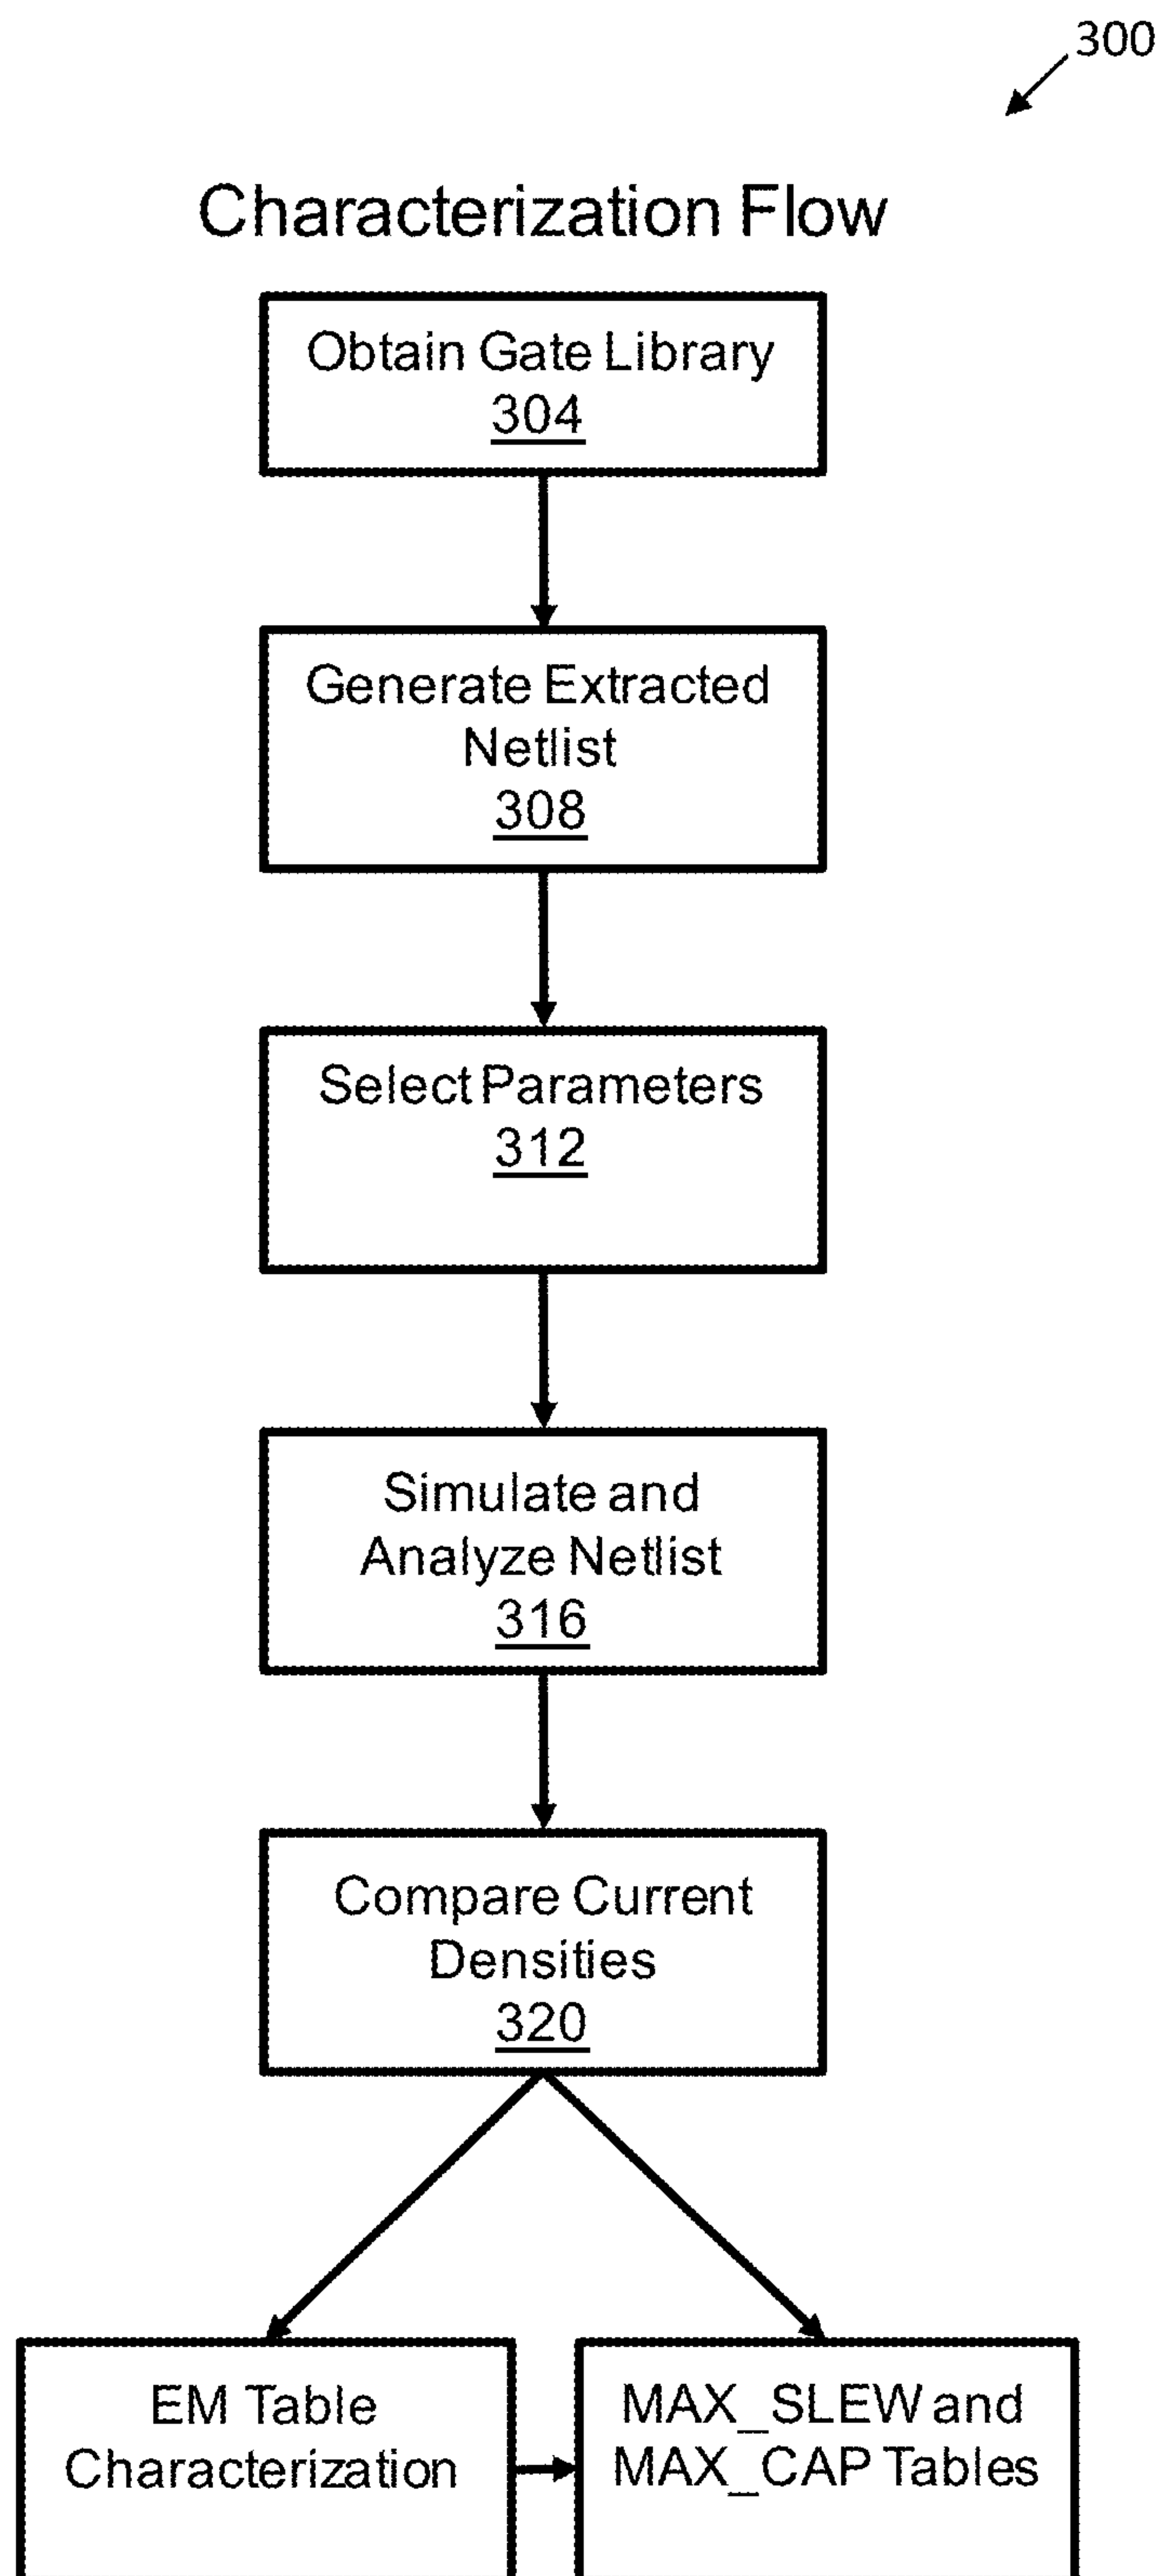 300
Characterization Flow
Obtain Gate Library
304
Generate Extracted
Netlist
308
Select Parameters
312
Simulate and
Analyze Netlist
316
Compare Current
Densities
320
EM Table
Characterization
MAX_SLEW and
MAX_CAP Tables